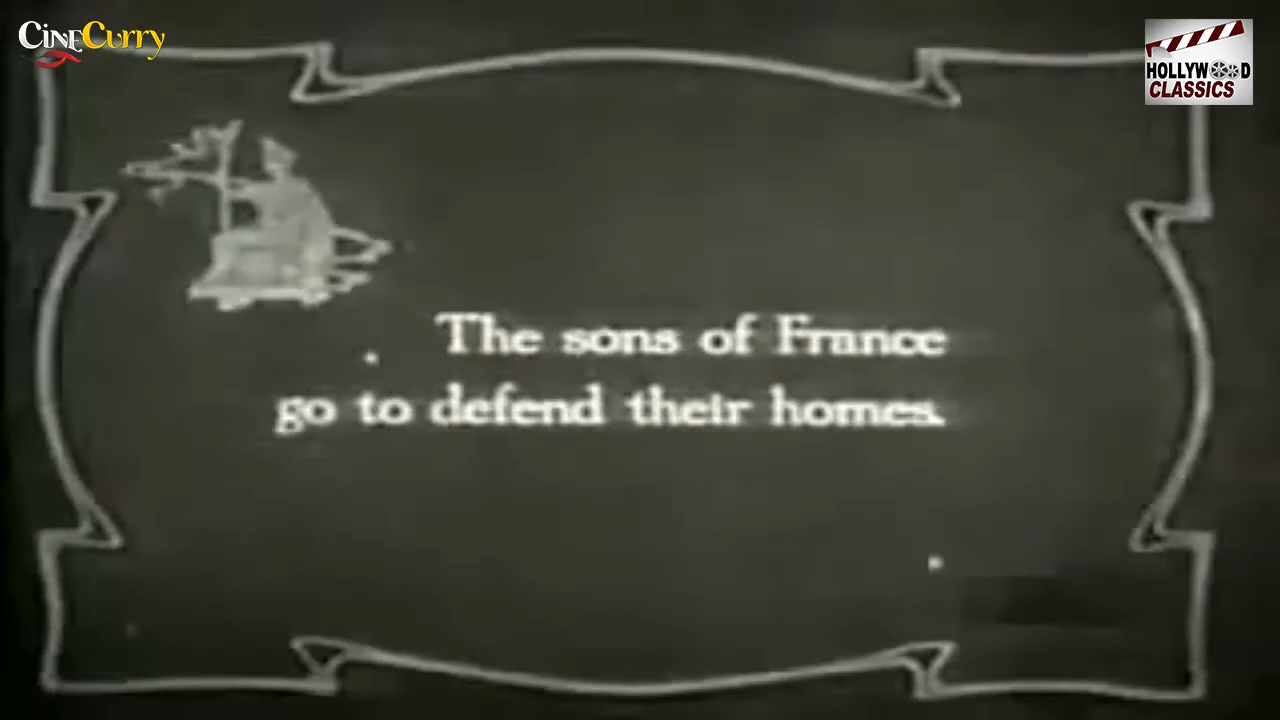 CINECURRY
HOLLYWOOD
CLASSICS
The sons of France
go to defend their homes.